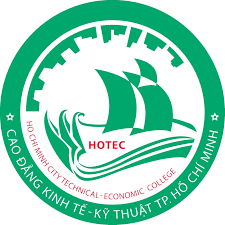 HOTEC
HO CHI MINH CITY TECHNICAL - ECONOMIC COLLEGE
★ CAO ĐẲNG KINH TẾ - KỸ THUẬT TP. HỒ CHÍ MINH ★